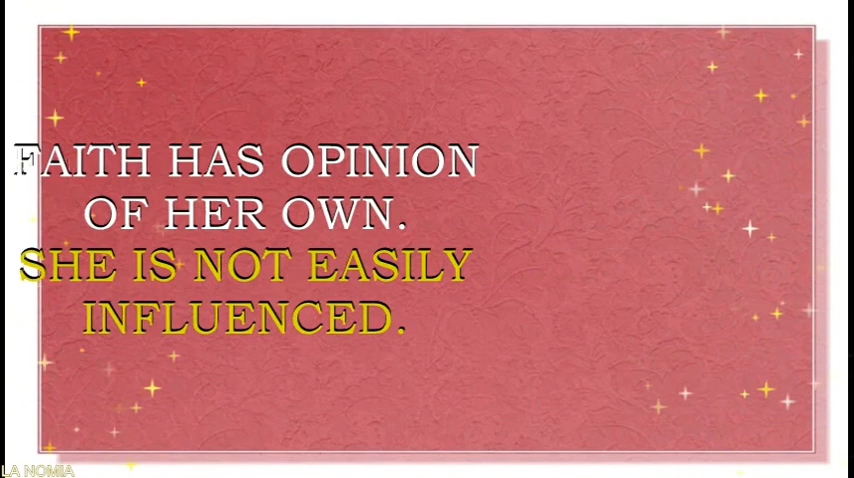 FAITH HAS OPINION
OF HER OWN.
SHE IS NOT EASILY
INFLUENCED.
LA NOMIA